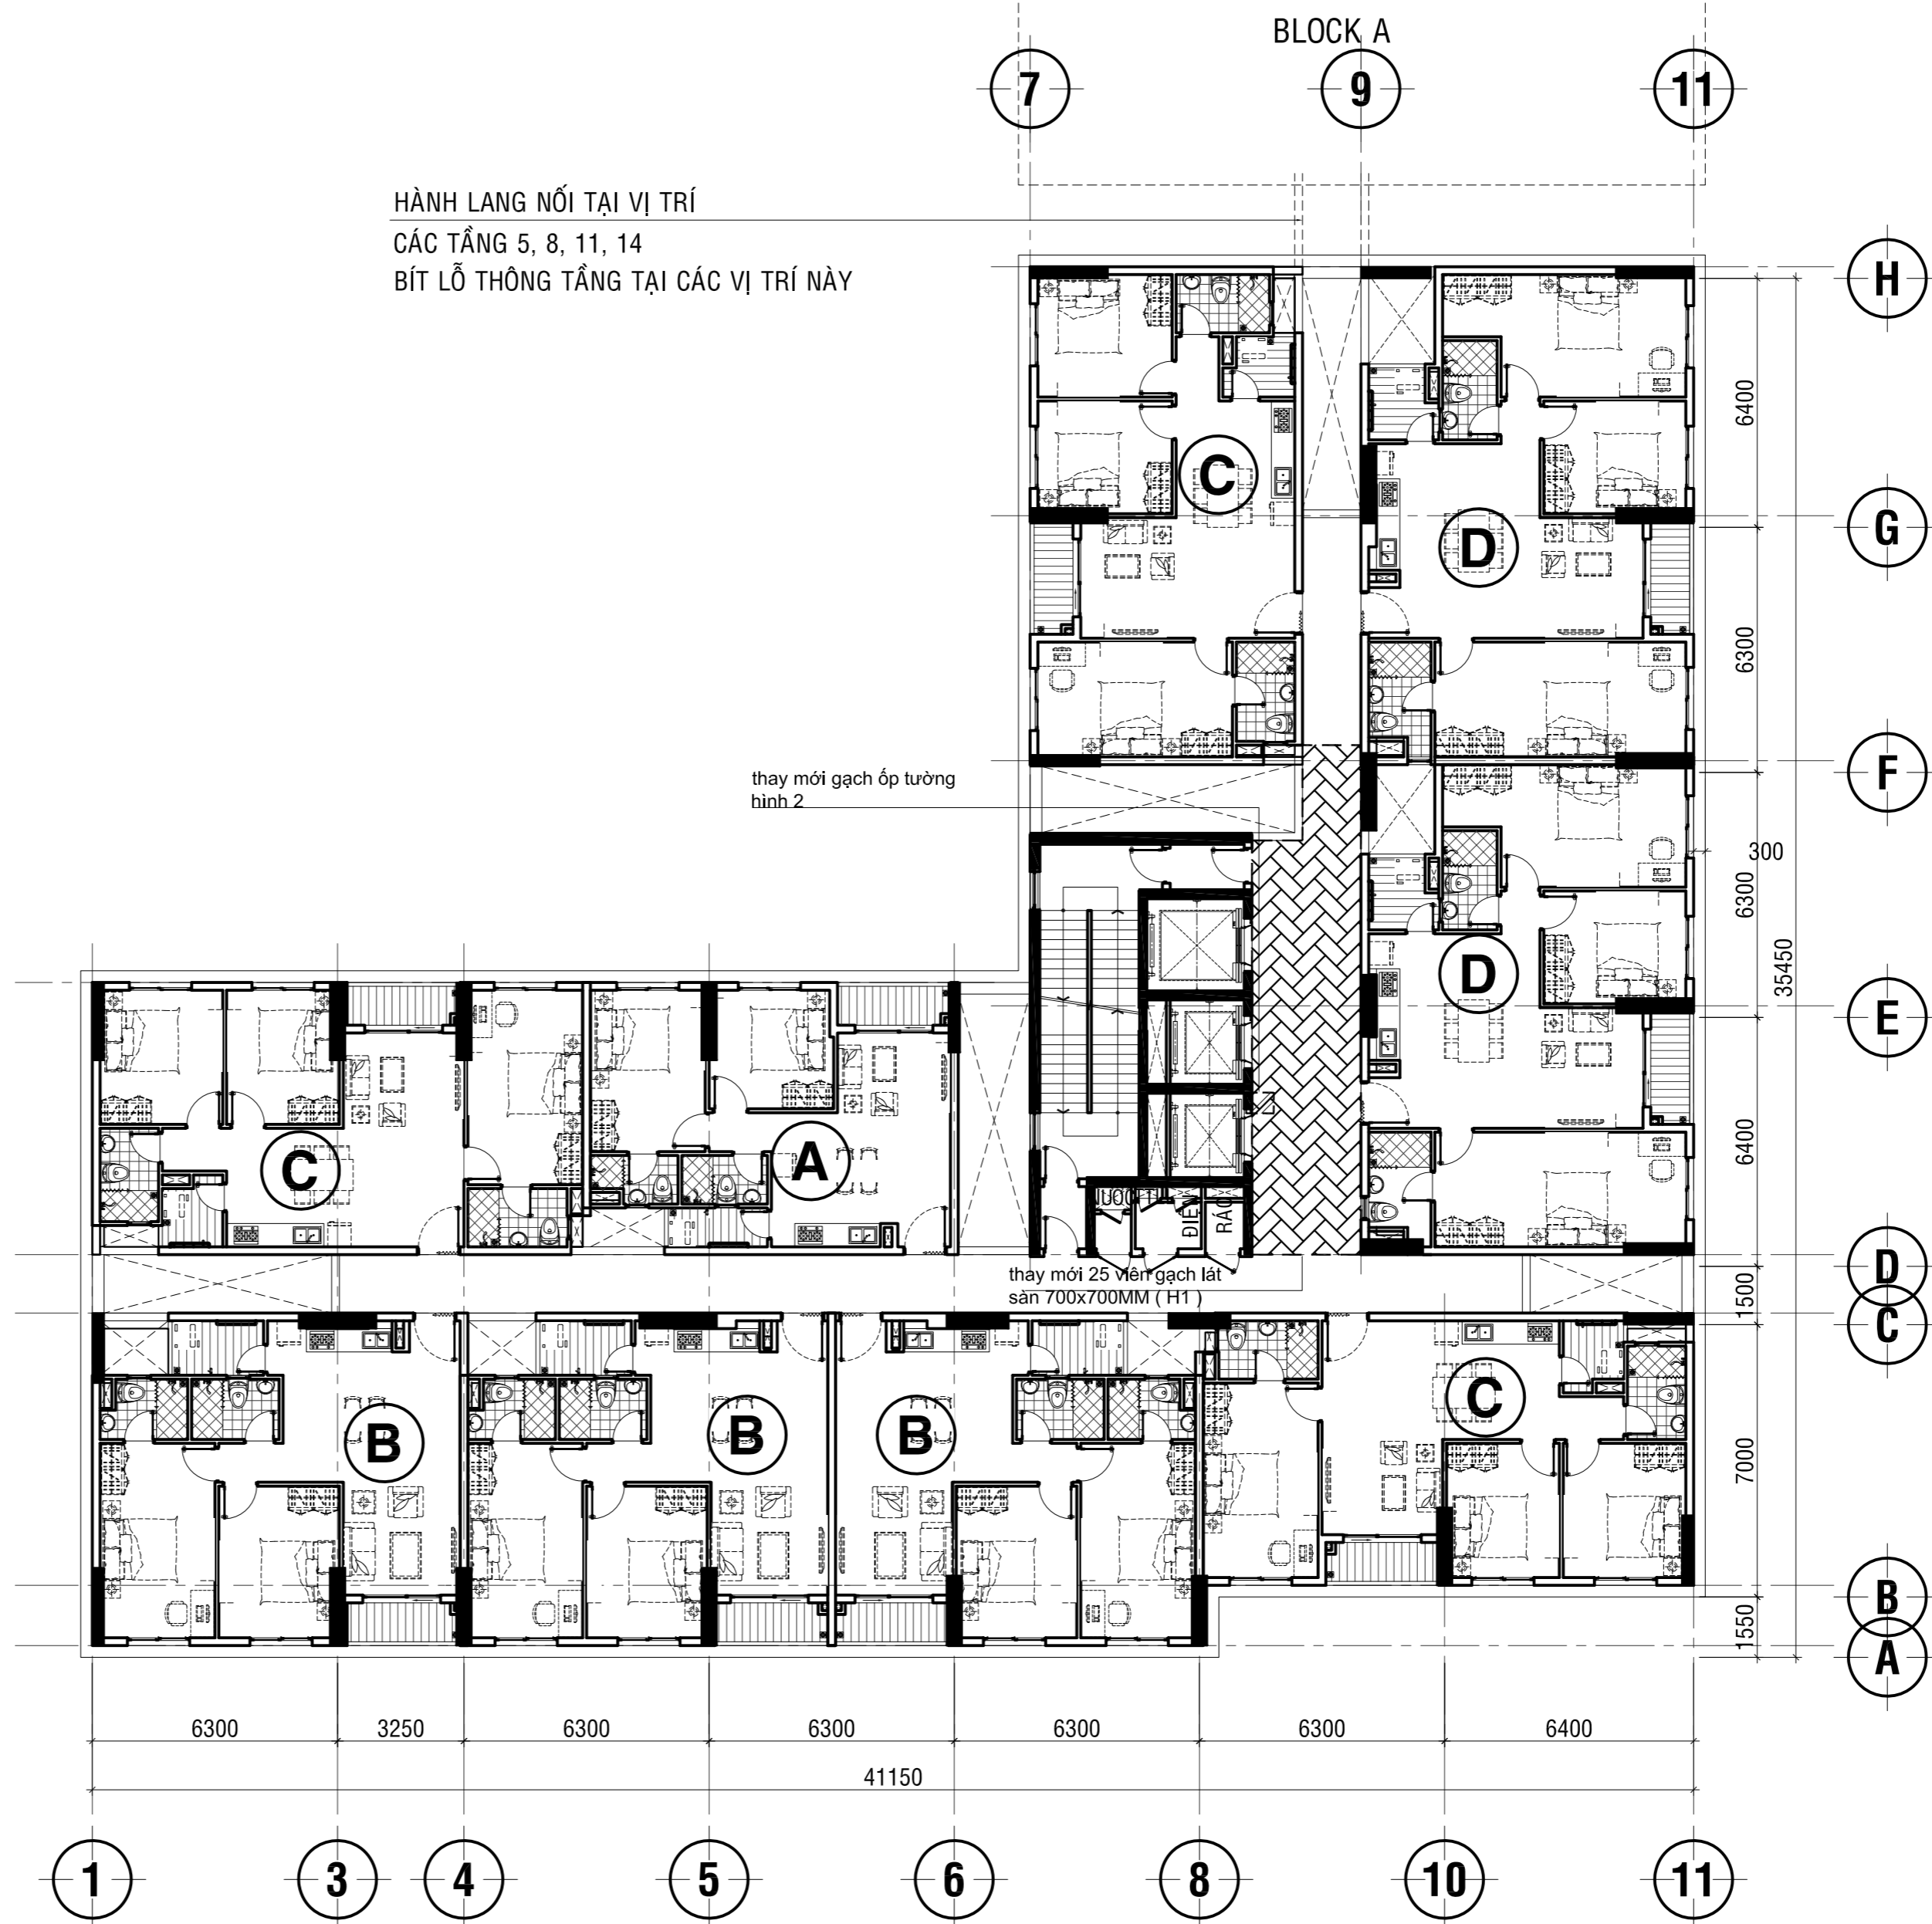 BLOCK A
7
9
11
HÀNH LANG NỐI TẠI VỊ TRÍ
CÁC TẦNG 5, 8, 11, 14
BÍT LỖ THÔNG TẦNG TẠI CÁC VỊ TRÍ NÀY
H
6400
C
G
D
6300
thay mới gạch ốp tường
hình 2
F
300
6300
D
35450
E
6400
C
A
ĐIỆN
RÁC
D
thay mới 25 viên gạch lát
sàn 700x700MM ( H1 )
1500
C
C
B
B
B
7000
B
1550
A
6300
3250
6300
6300
6300
6300
6400
41150
1
3
4
5
6
8
10
11